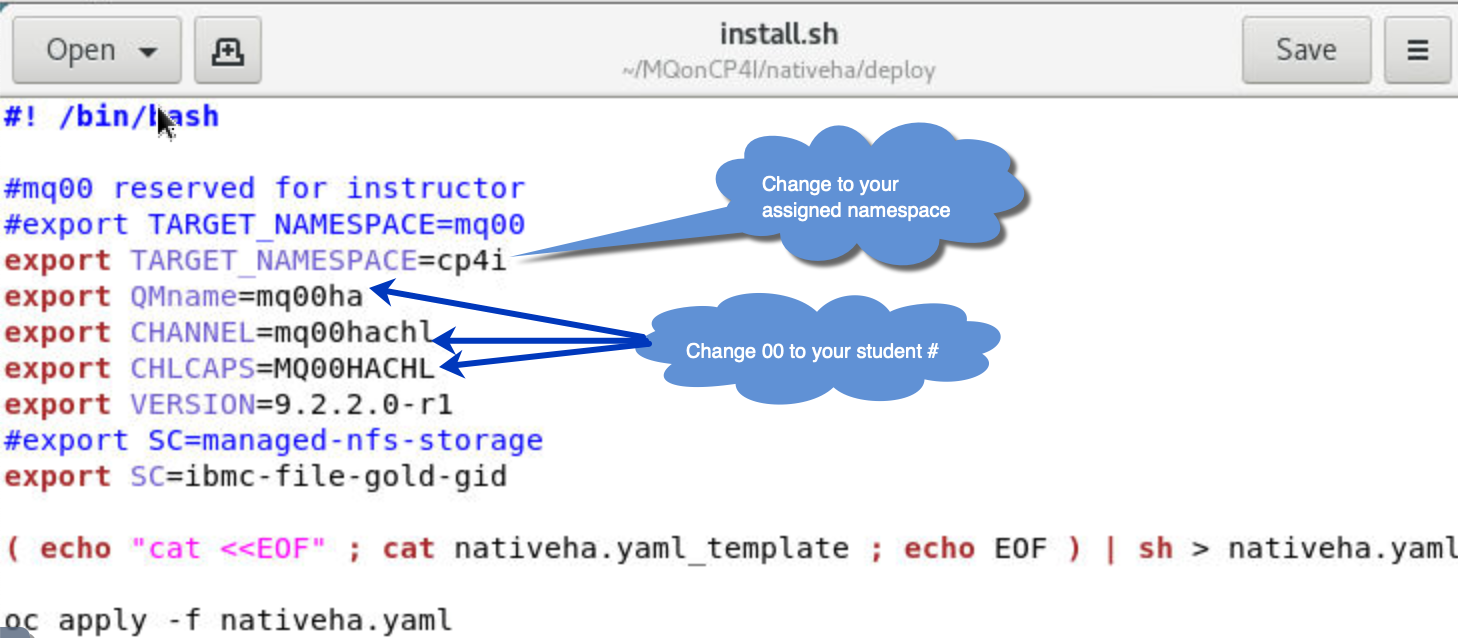 Open
install.sh
~/MQonCP4I/nativeha/deploy
Save
#! /bin/bash
#mq00 reserved for instructor
#export TARGET_NAMESPACE=mq00
export TARGET_NAMESPACE=cp4i
export QMname=mq00ha
export CHANNEL=mq00hachl
export CHLCAPS=MQ00HACHL
export VERSION=9.2.2.0-r1
#export SC=managed-nfs-storage
export SC=ibmc-file-gold-gid
( echo "cat <<EOF" ; cat nativeha.yaml_template ; echo EOF ) | sh > nativeha.yaml
oc apply -f nativeha.yaml
Change to your
assigned namespace
Change 00 to your student #